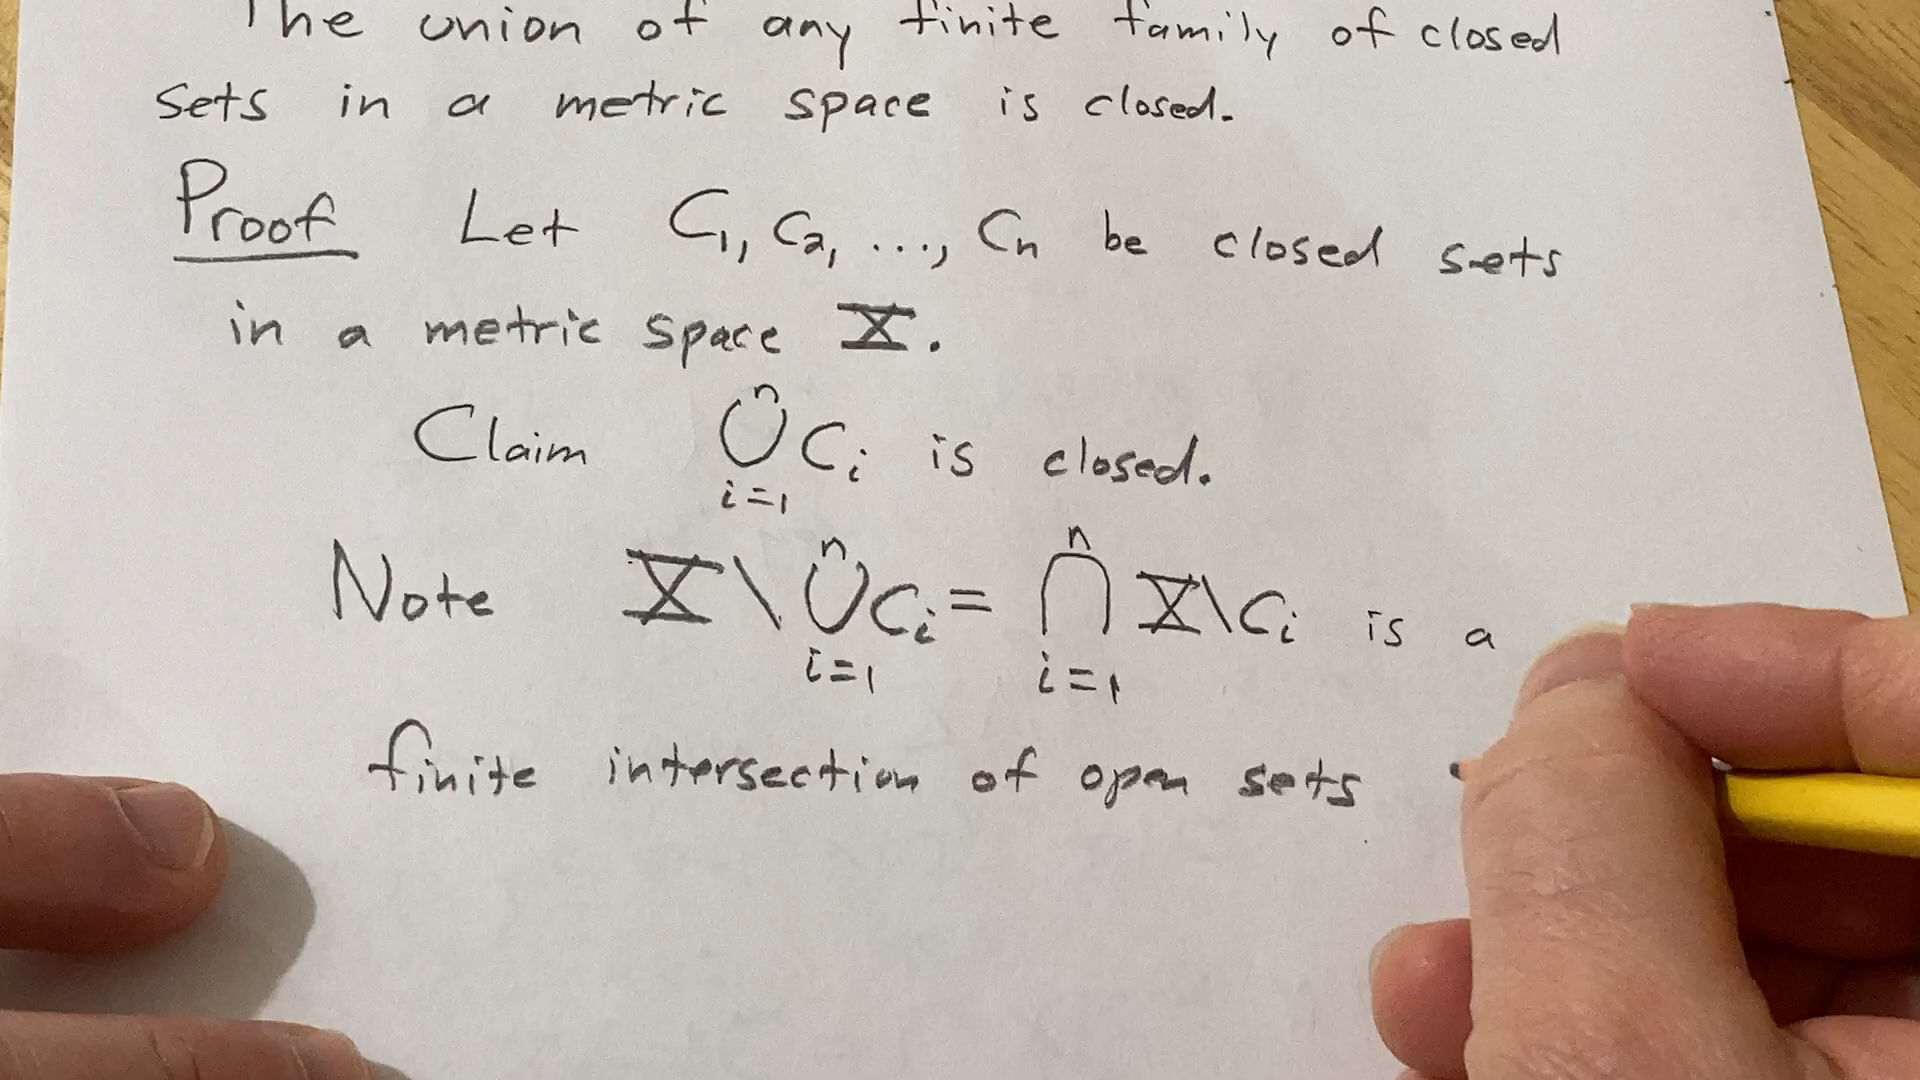 The union of any finite family of closed
sets in a metric space is closed.
Proof Let C₁, C₂, ..., Cₙ be closed sets
in a metric space X.
Claim ⋃ⁿᵢ₌₁ Cᵢ is closed.
Note X \ ⋃ⁿᵢ₌₁ Cᵢ = ⋂ⁿᵢ₌₁ X \ Cᵢ is a
finite intersection of open sets